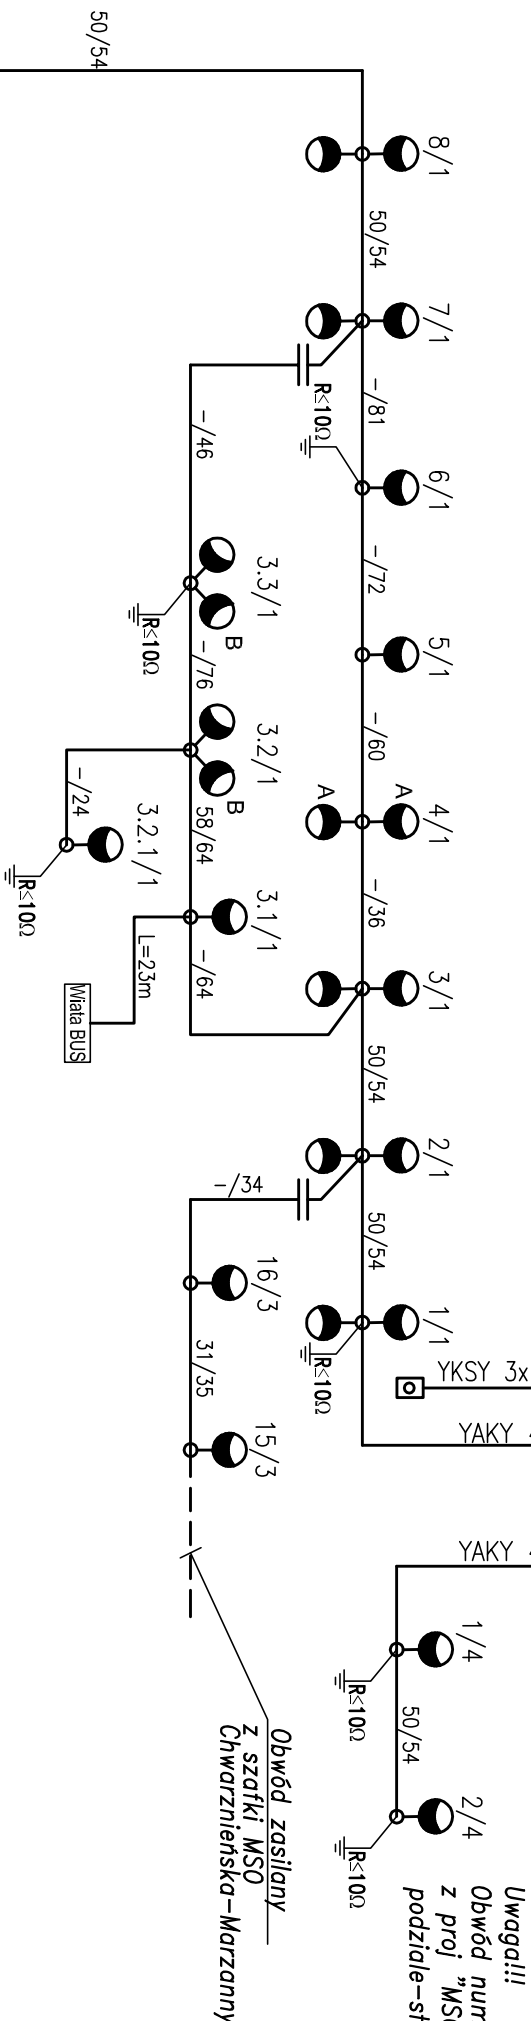 50/54
8/1
50/54
7/1
R≤10Ω
-/81
-/46
6/1
-/72
3.3/1
B
R≤10Ω
5/1
-/76
-/60
3.2/1
B
A
A
4/1
-/24
3.2.1/1
58/64
R≤10Ω
-/36
3.1/1
L=23m
-/64
3/1
Wiata BUS
50/54
2/1
-/34
50/54
16/3
1/1
R≤10Ω
31/35
YKSY 3x
15/3
YAKY
YAKY
1/4
R≤10Ω
50/54
2/4
R≤10Ω
Obwód zasilany
z szafki MSO
Chwarznieńska-Marzanny
Uwaga!!!
Obwód num
z proj "MS
podziale-st